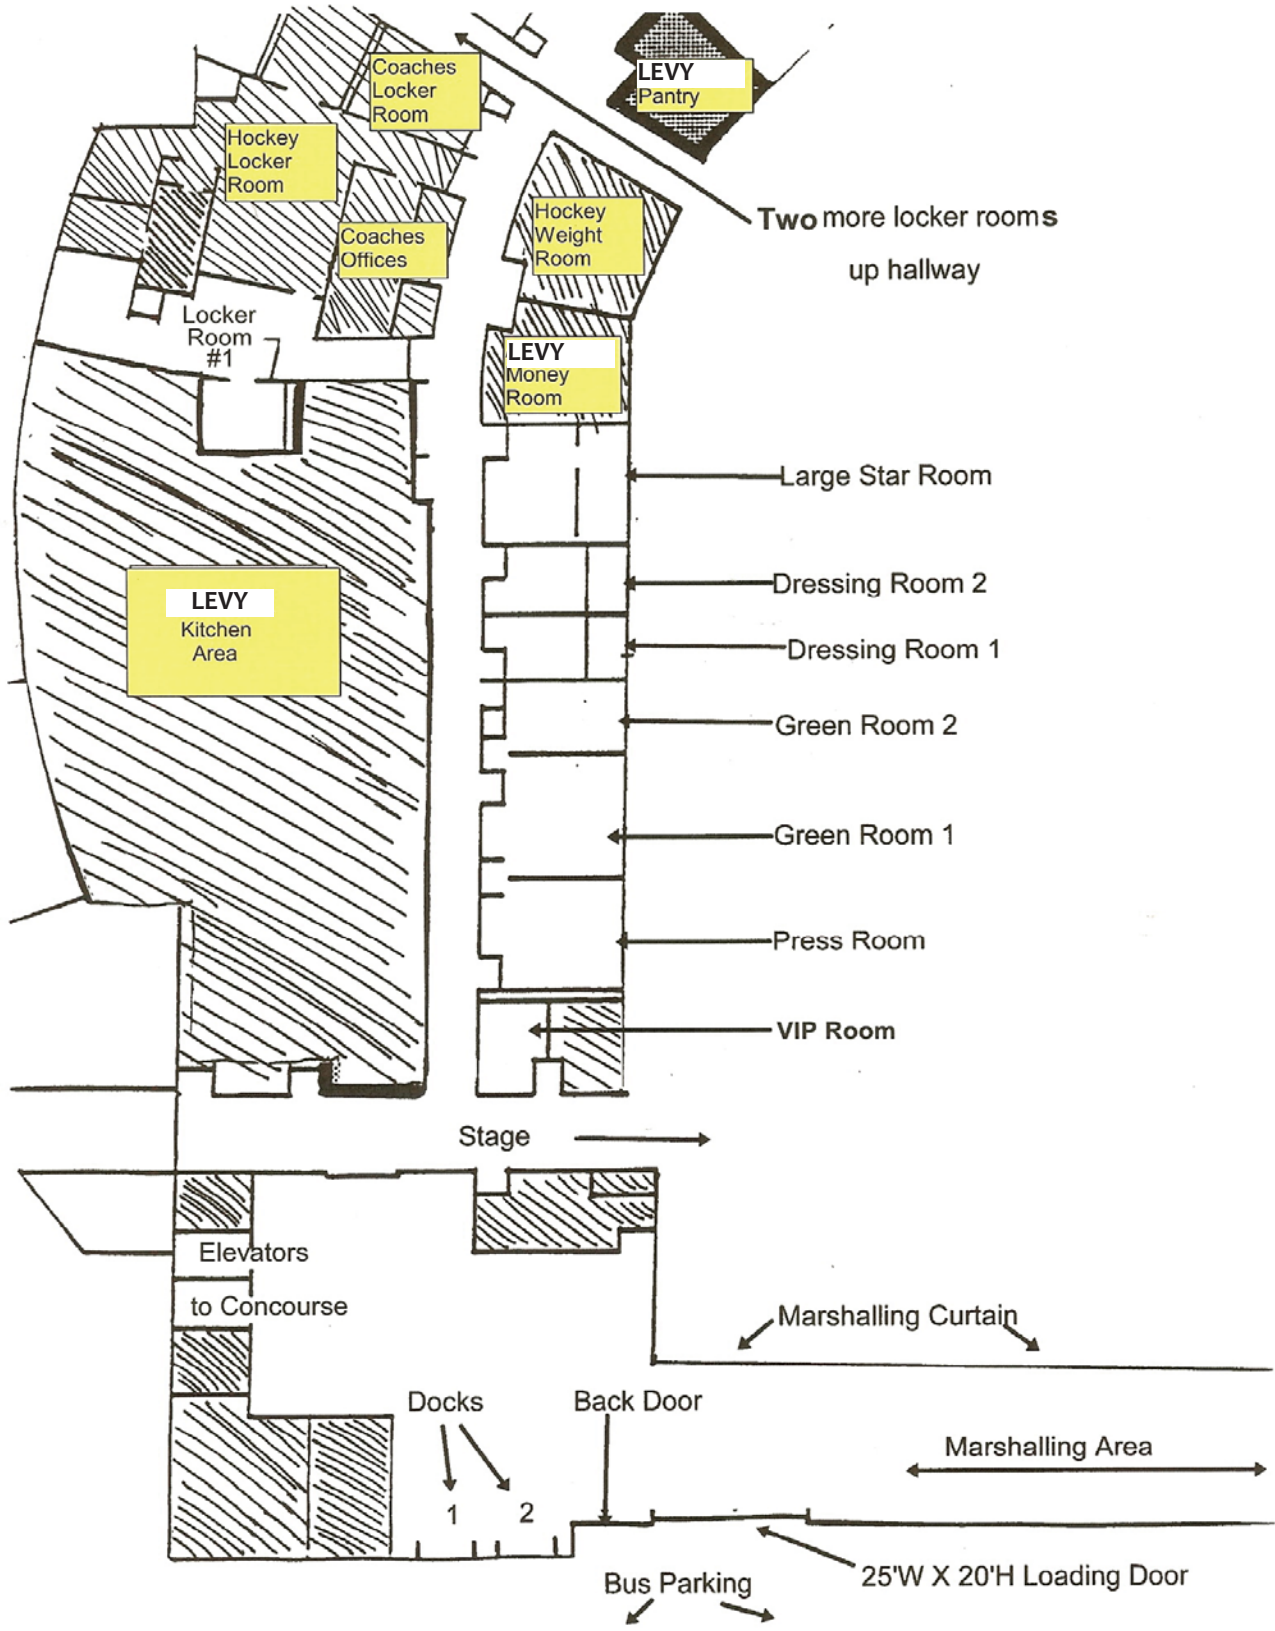 Coaches
Locker
Room
LEVY
Pantry
Hockey
Locker
Room
Hockey
Weight
Room
Two more locker rooms
up hallway
Coaches
Offices
Locker
Room
#1
LEVY
Money
Room
Large Star Room
LEVY
Kitchen
Area
Dressing Room 2
Dressing Room 1
Green Room 2
Green Room 1
Press Room
VIP Room
Stage
Elevators
to Concourse
Marshalling Curtain
Docks
Back Door
Marshalling Area
1
2
25'W X 20'H Loading Door
Bus Parking